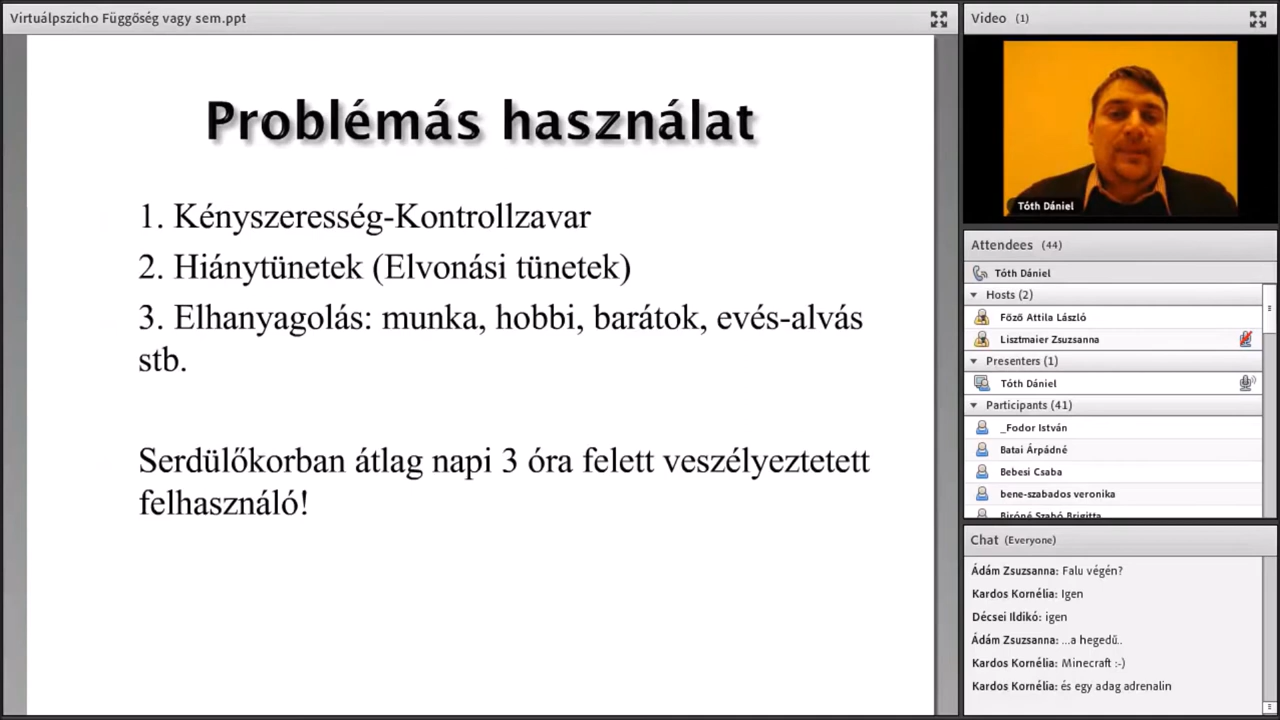 Virtuálpszicho Függőség vagy sem.ppt
Problémás használat
1. Kényszeresség-Kontrollzavar
2. Hiánytünetek (Elvonási tünetek)
3. Elhanyagolás: munka, hobbi, barátok, evés-alvás
stb.
Serdülőkorban átlag napi 3 óra felett veszélyeztetett
felhasználó!
Video (1)
Tóth Dániel
Attendees (44)
Tóth Dániel
Hosts (2)
Főző Attila László
Lisztmaier Zsuzsanna
Presenters (1)
Tóth Dániel
Participants (41)
_Fodor István
Batai Árpádné
Bebesi Csaba
bene-szabados veronika
Biróné Szabó Brigitta
Chat (Everyone)
Ádám Zsuzsanna: Falu végén?
Kardos Kornélia: Igen
Décsei Ildikó: igen
Ádám Zsuzsanna: ...a hegedű..
Kardos Kornélia: Minecraft :-)
Kardos Kornélia: és egy adag adrenalin